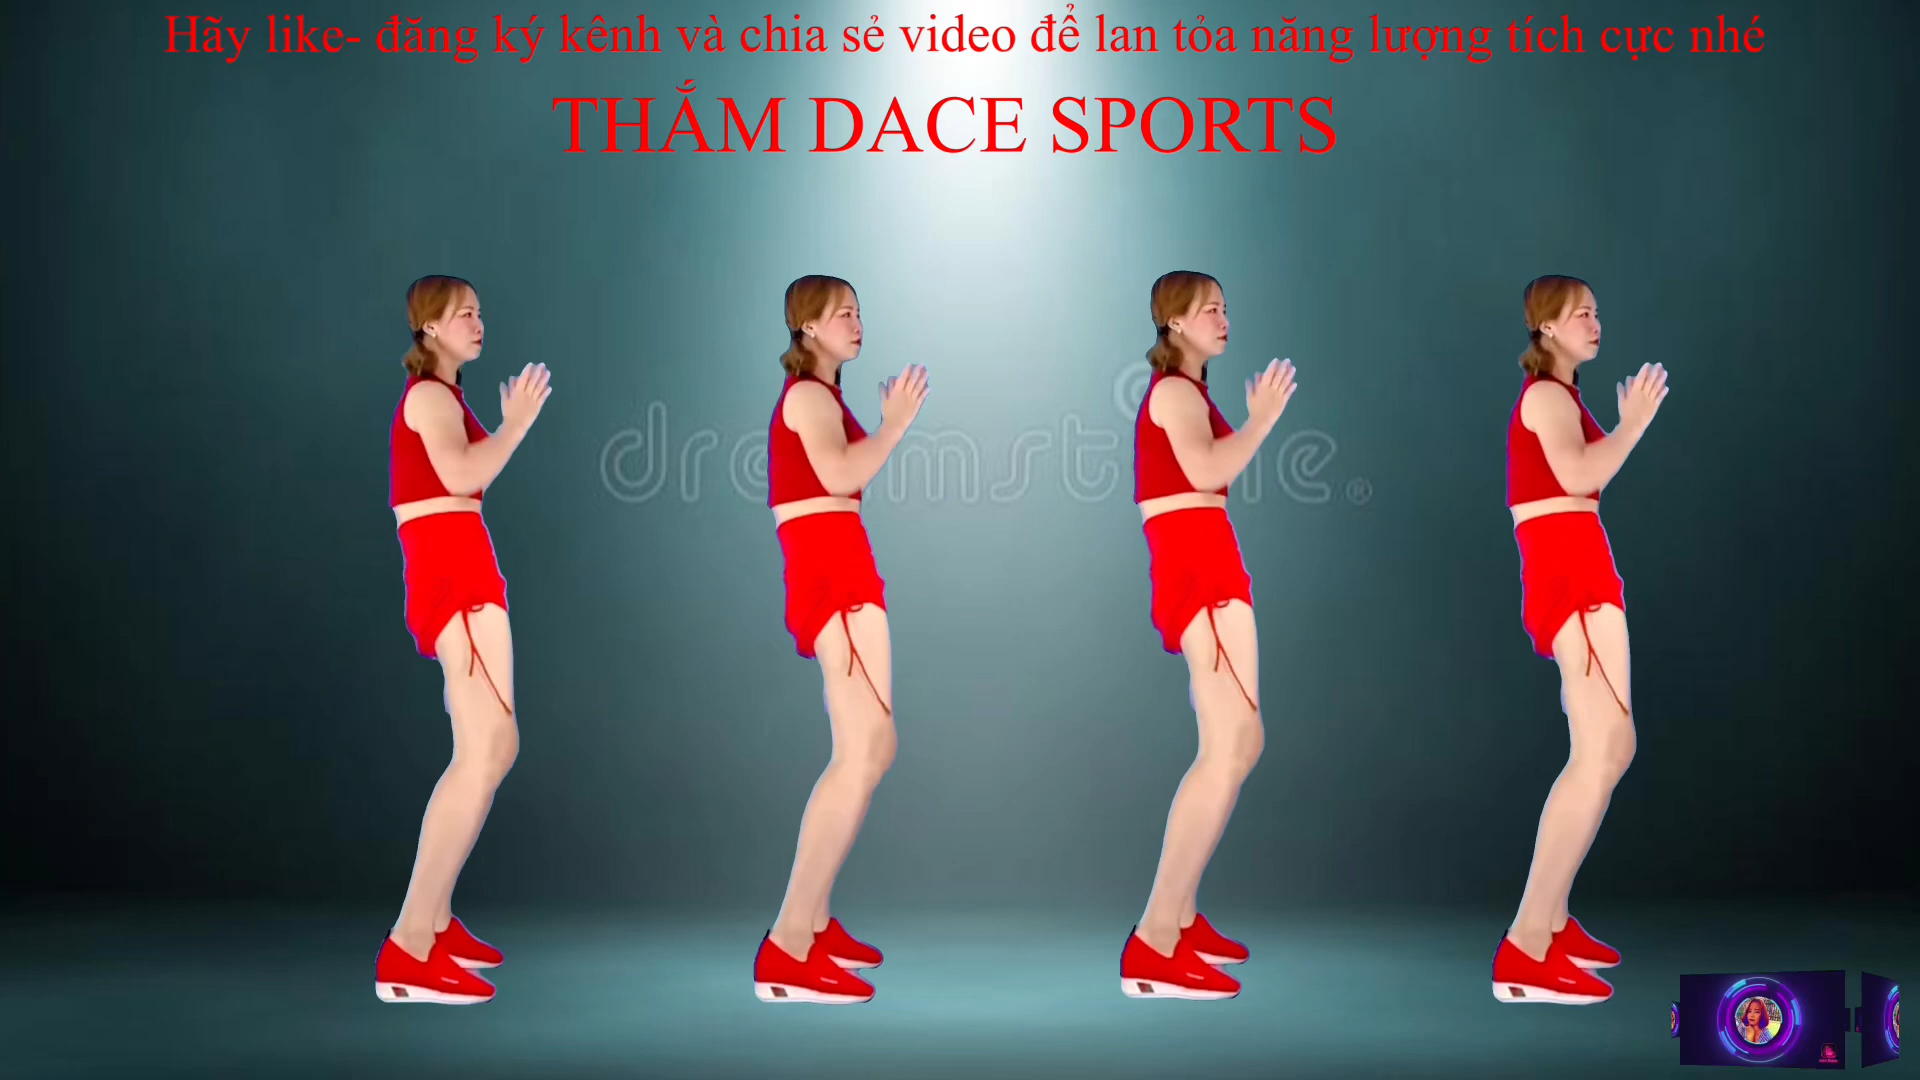 Hãy like- đăng ký kênh và chia sẻ video để lan tỏa năng lượng tích cực nhé
THẮM DACE SPORTS
dreamstime®